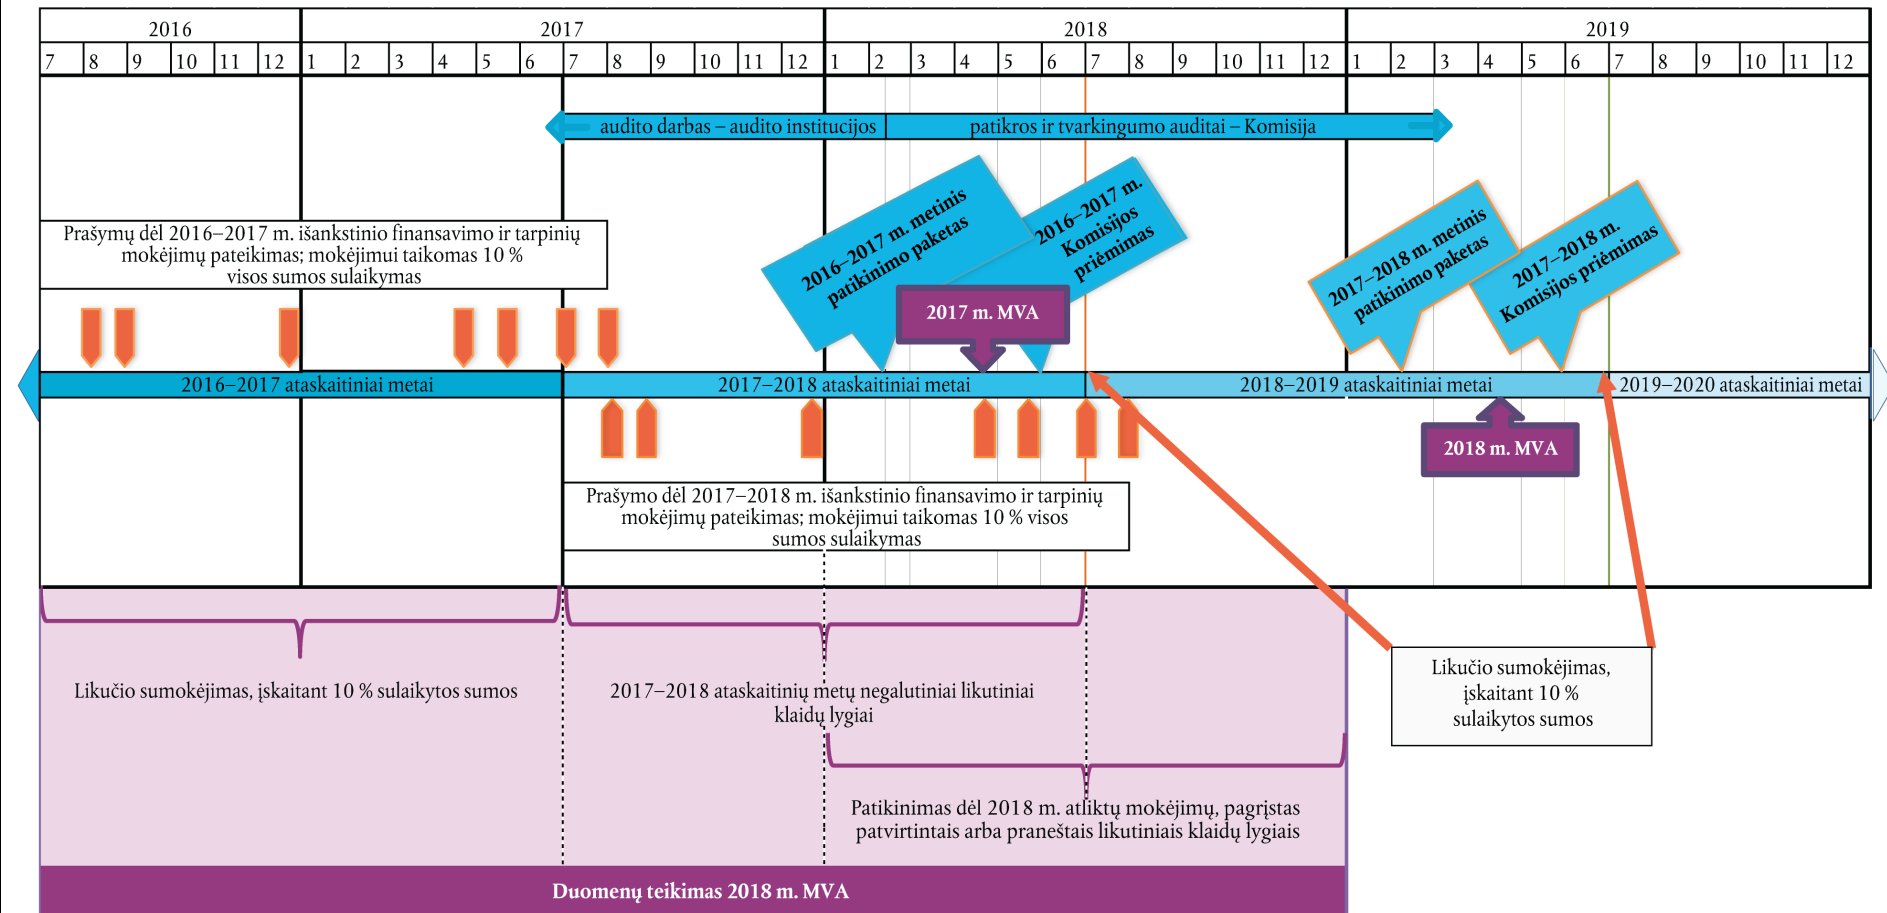 2016 2017 2018 2019
7 8 9 10 11 12 1 2 3 4 5 6 7 8 9 10 11 12 1 2 3 4 5 6 7 8 9 10 11 12 1 2 3 4 5 6 7 8 9 10 11 12
audito darbas – audito institucijos
patikros ir tvarkingumo auditai – Komisija
Prašymų dėl 2016–2017 m. išankstinio finansavimo ir tarpinių
mokėjimų pateikimas; mokėjimui taikomas 10 %
visos sumos sulaikymas
2016–2017 m. metinis
patikinimo paketas
2016–2017 m.
Komisijos
priėmimas
2017 m. MVA
2017–2018 m. metinis
patikinimo paketas
2017–2018 m.
Komisijos priėmimas
2016–2017 ataskaitiniai metai
2017–2018 ataskaitiniai metai
2018–2019 ataskaitiniai metai
2019–2020 ataskaitiniai metai
2018 m. MVA
Prašymo dėl 2017–2018 m. išankstinio finansavimo ir tarpinių
mokėjimų pateikimas; mokėjimui taikomas 10 % visos
sumos sulaikymas
Likučio sumokėjimas, įskaitant 10 % sulaikytos sumos
2017–2018 ataskaitinių metų negalutiniai likutiniai
klaidų lygiai
Likučio sumokėjimas,
įskaitant 10 %
sulaikytos sumos
Patikinimas dėl 2018 m. atliktų mokėjimų, pagrįstas
patvirtintais arba praneštais likutiniais klaidų lygiais
Duomenų teikimas 2018 m. MVA